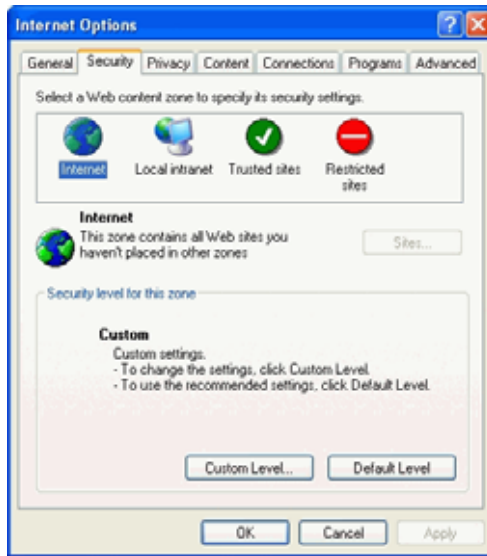 Internet Options
General Security Privacy Content Connections Programs Advanced
Select a Web content zone to specify its security settings.
Internet Local intranet Trusted sites Restricted
sites
Internet
This zone contains all Web sites you
haven't placed in other zones
Sites...
Security level for this zone
Custom
Custom settings.
- To change the settings, click Custom Level.
- To use the recommended settings, click Default Level.
Custom Level... Default Level
OK Cancel Apply